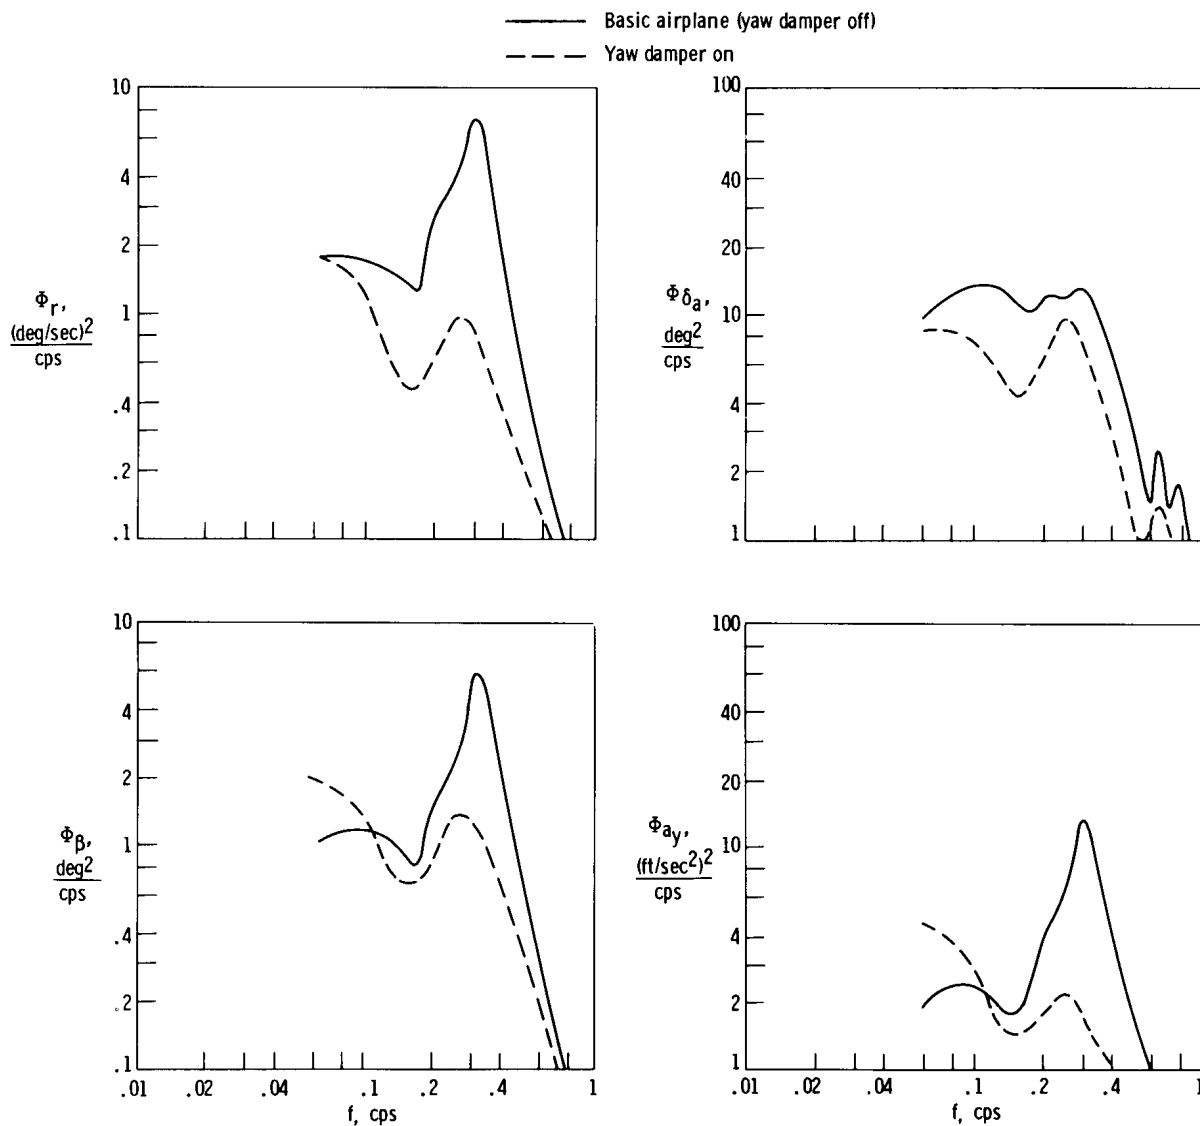 Basic airplane (yaw damper off)
Yaw damper on
10
4
2
1
.4
.2
.1
Φr,
(deg/sec)2
cps
100
40
20
10
4
2
1
Φδa,
deg2
cps
10
4
2
1
.4
.2
.1
Φβ,
deg2
cps
.01
.02
.04
.1
.2
.4
1
f, cps
100
40
20
10
4
2
1
Φay,
(ft/sec2)2
cps
.01
.02
.04
.1
.2
.4
1
f, cps